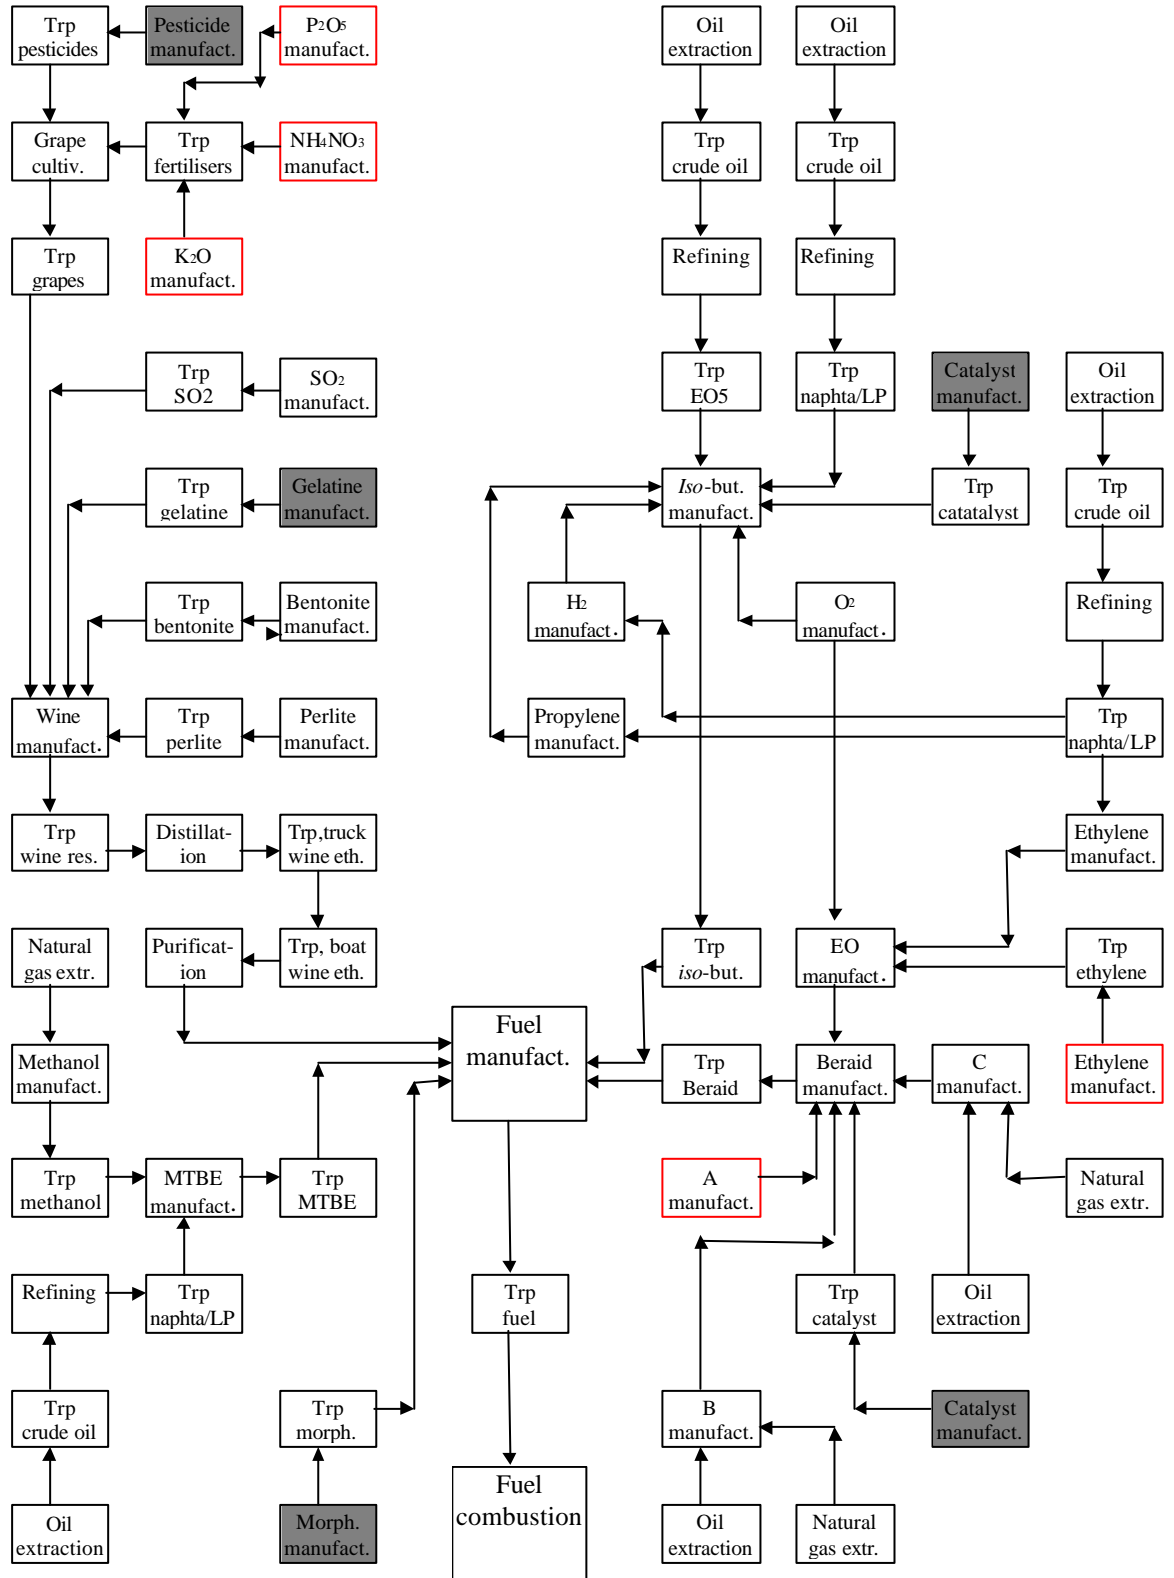 Trp
pesticides
Pesticide
manufact.
P2O5
manufact.
Oil
extraction
Oil
extraction
Grape
cultiv.
Trp
fertilisers
NH4NO3
manufact.
Trp
crude oil
Trp
crude oil
Trp
grapes
K2O
manufact.
Refining
Refining
Trp
SO2
SO2
manufact.
Trp
EO5
Trp
naphta/LP
Catalyst
manufact.
Oil
extraction
Trp
gelatine
Gelatine
manufact.
Iso-but.
manufact.
Trp
catatalyst
Trp
crude oil
Trp
bentonite
Bentonite
manufact.
H2
manufact.
O2
manufact.
Refining
Wine
manufact.
Trp
perlite
Perlite
manufact.
Propylene
manufact.
Trp
naphta/LP
Trp
wine res.
Distillat-
ion
Trp,truck
wine eth.
Ethylene
manufact.
Natural
gas extr.
Purificat-
ion
Trp, boat
wine eth.
Trp
iso-but.
EO
manufact.
Trp
ethylene
Fuel
manufact.
Methanol
manufact.
Trp
Beraid
Beraid
manufact.
C
manufact.
Ethylene
manufact.
Trp
methanol
MTBE
manufact.
Trp
MTBE
A
manufact.
Natural
gas extr.
Refining
Trp
naphta/LP
Trp
fuel
Trp
catalyst
Oil
extraction
Trp
crude oil
Trp
morph.
B
manufact.
Catalyst
manufact.
Fuel
combustion
Oil
extraction
Morph.
manufact.
Oil
extraction
Natural
gas extr.